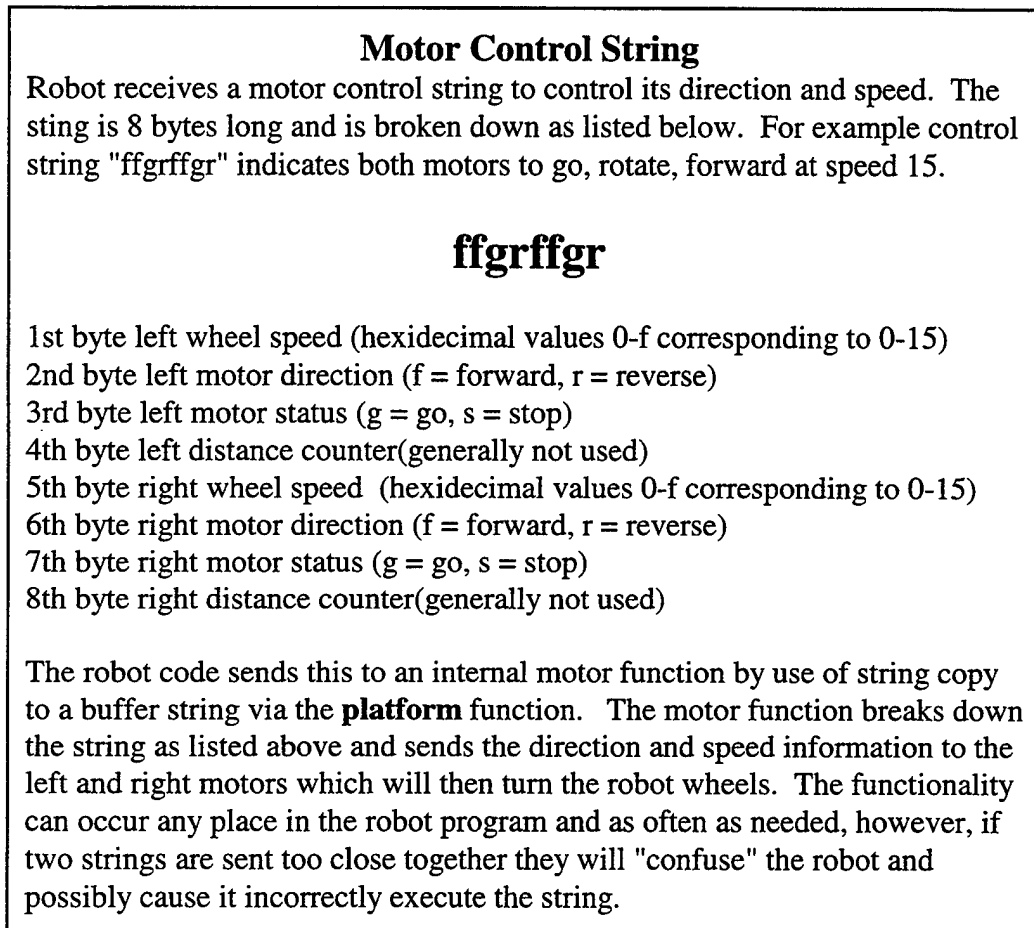 Motor Control String
Robot receives a motor control string to control its direction and speed. The
sting is 8 bytes long and is broken down as listed below. For example control
string "ffgrffgr" indicates both motors to go, rotate, forward at speed 15.
ffgrffgr
1st byte left wheel speed (hexidecimal values 0-f corresponding to 0-15)
2nd byte left motor direction (f = forward, r = reverse)
3rd byte left motor status (g = go, s = stop)
4th byte left distance counter(generally not used)
5th byte right wheel speed (hexidecimal values 0-f corresponding to 0-15)
6th byte right motor direction (f = forward, r = reverse)
7th byte right motor status (g = go, s = stop)
8th byte right distance counter(generally not used)
The robot code sends this to an internal motor function by use of string copy
to a buffer string via the platform function. The motor function breaks down
the string as listed above and sends the direction and speed information to the
left and right motors which will then turn the robot wheels. The functionality
can occur any place in the robot program and as often as needed, however, if
two strings are sent too close together they will "confuse" the robot and
possibly cause it incorrectly execute the string.